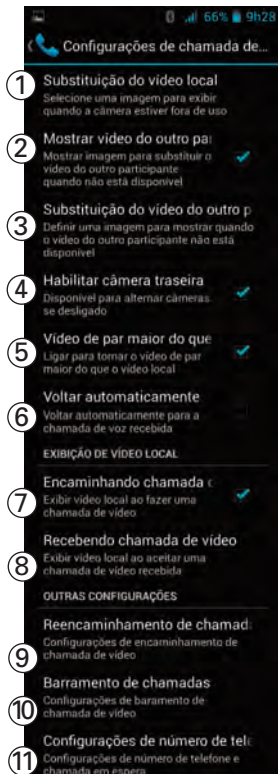 66% 9h28
Configurações de chamada de...
1 Substituição do vídeo local
Selecione uma imagem para exibir
quando a câmera estiver fora de uso
2 Mostrar vídeo do outro pa
Mostrar imagem para substituir o
vídeo do outro participante
quando não está disponível
3 Substituição do vídeo do outro p
Definir uma imagem para mostrar quando
o vídeo do outro participante não está
disponível
4 Habilitar câmera traseira
Disponível para alternar câmeras
se desligado
5 Vídeo de par maior do que
Ligar para tornar o vídeo de par
maior do que o vídeo local
6 Voltar automaticamente
Voltar automaticamente para a
chamada de voz recebida
EXIBIÇÃO DE VÍDEO LOCAL
7 Encaminhando chamada
Exibir vídeo local ao fazer uma
chamada de vídeo
8 Recebendo chamada de vídeo
Exibir vídeo local ao aceitar uma
chamada de vídeo recebida
OUTRAS CONFIGURAÇÕES
9 Reencaminhamento de chamad
Configurações de encaminhamento de
chamada de vídeo
10 Barramento de chamadas
Configurações de baramento de
chamada de vídeo
11 Configurações de número de tel
Configurações de número de telefone e
chamada em espera